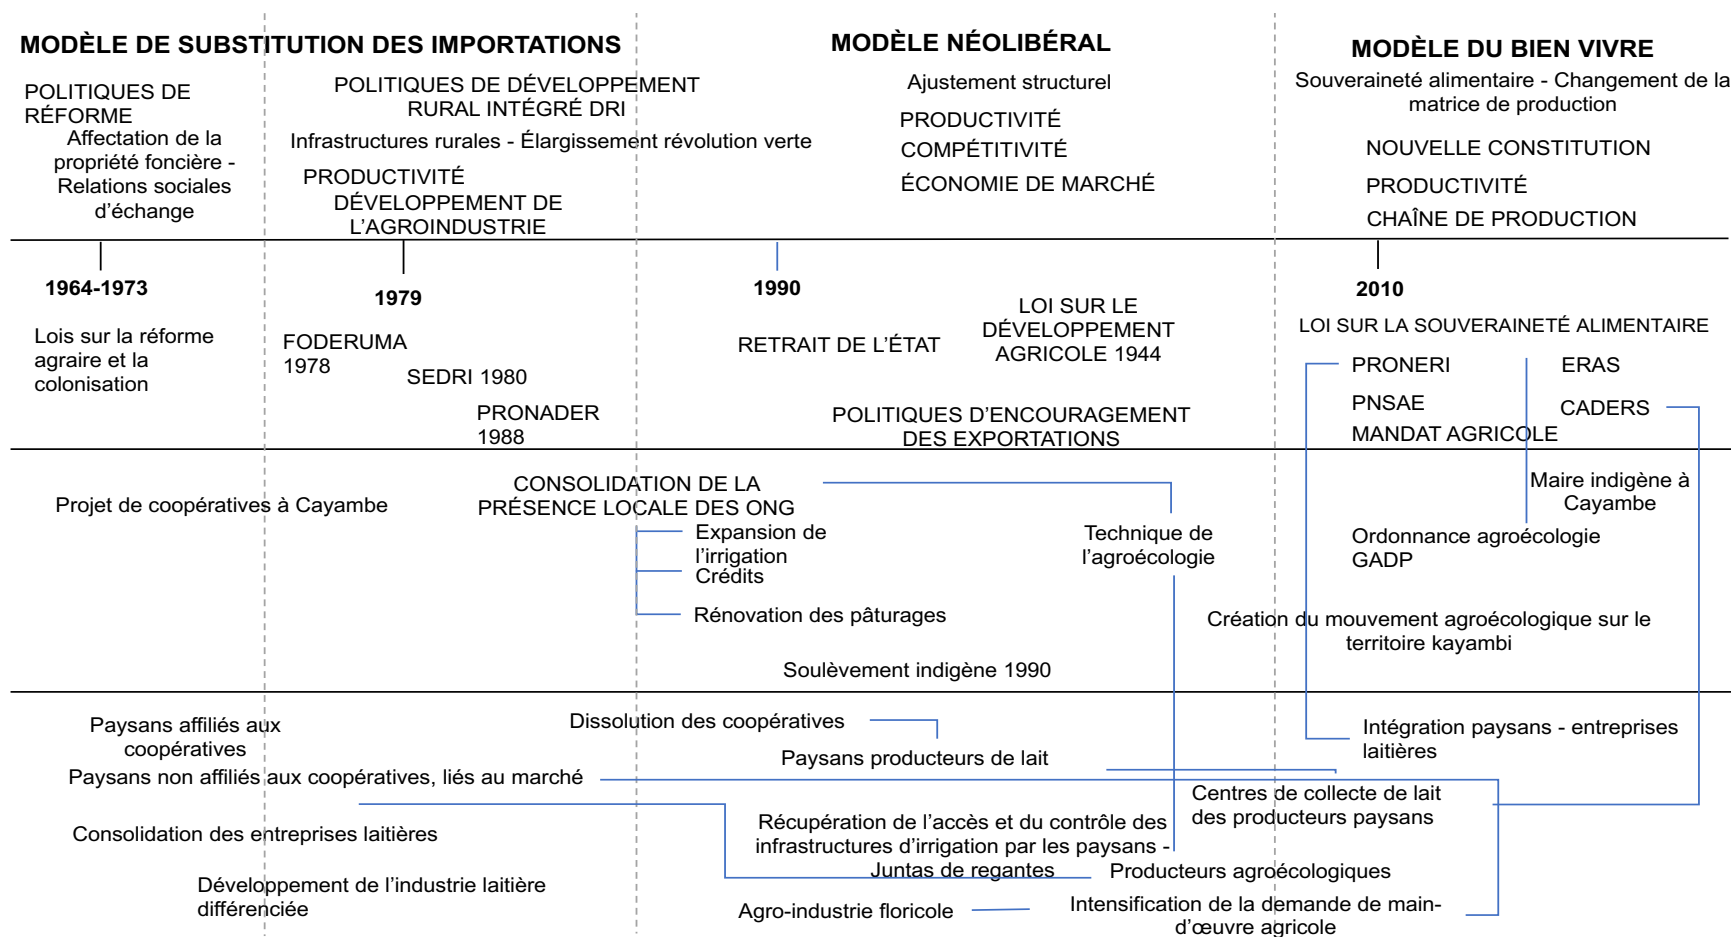 MODÈLE DE SUBSTITUTION DES IMPORTATIONS
MODÈLE NÉOLIBÉRAL
MODÈLE DU BIEN VIVRE
POLITIQUES DE
RÉFORME
Affectation de la
propriété foncière -
Relations sociales
d’échange
POLITIQUES DE DÉVELOPPEMENT
RURAL INTÉGRÉ DRI
Infrastructures rurales - Élargissement révolution verte
PRODUCTIVITÉ
DÉVELOPPEMENT DE
L’AGROINDUSTRIE
Ajustement structurel
PRODUCTIVITÉ
COMPÉTITIVITÉ
ÉCONOMIE DE MARCHÉ
Souveraineté alimentaire - Changement de la
matrice de production
NOUVELLE CONSTITUTION
PRODUCTIVITÉ
CHAÎNE DE PRODUCTION
1964-1973
Lois sur la réforme
agraire et la
colonisation
1979
FODERUMA
1978
SEDRI 1980
PRONADER
1988
1990
RETRAIT DE L’ÉTAT
LOI SUR LE
DÉVELOPPEMENT
AGRICOLE 1944
POLITIQUES D’ENCOURAGEMENT
DES EXPORTATIONS
2010
LOI SUR LA SOUVERAINETÉ ALIMENTAIRE
PRONERI
ERAS
PNSAE
CADERS
MANDAT AGRICOLE
Projet de coopératives à Cayambe
CONSOLIDATION DE LA
PRÉSENCE LOCALE DES ONG
Expansion de
l’irrigation
Crédits
Rénovation des pâturages
Technique de
l’agroécologie
Soulèvement indigène 1990
Maire indigène à
Cayambe
Ordonnance agroécologie
GADP
Création du mouvement agroécologique sur le
territoire kayambi
Paysans affiliés aux
coopératives
Paysans non affiliés aux coopératives, liés au marché
Consolidation des entreprises laitières
Développement de l’industrie laitière
différenciée
Dissolution des coopératives
Paysans producteurs de lait
Récupération de l’accès et du contrôle des
infrastructures d’irrigation par les paysans -
Juntas de regantes
Agro-industrie floricole
Intégration paysans - entreprises
laitières
Centres de collecte de lait
des producteurs paysans
Producteurs agroécologiques
Intensification de la demande de main-
d’œuvre agricole